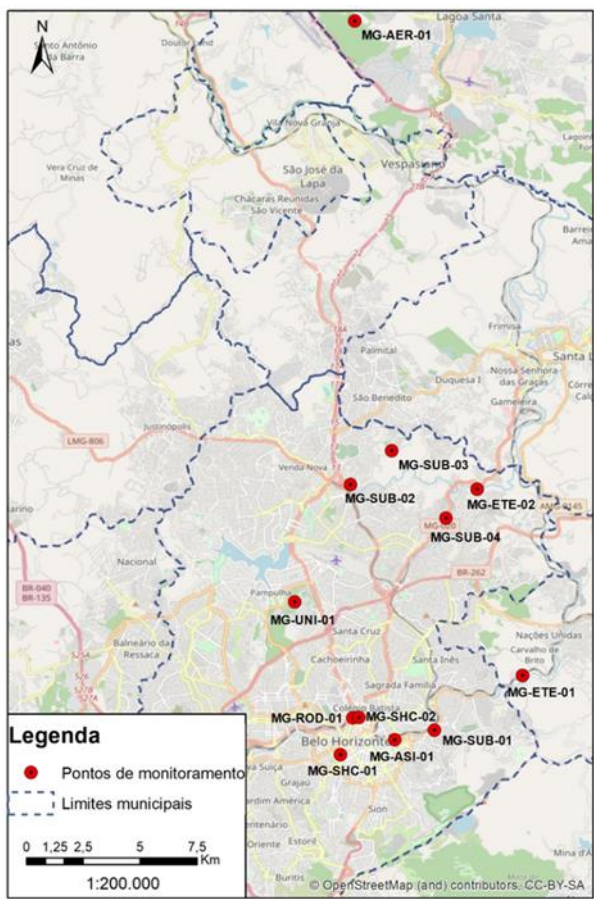 Lagoa Santa
MG-AER-01
Santo Antônio
da Barra
N
Vila Nova Granja
Vespasiano
Vera Cruz de
Minas
São José da
Lapa
Chácaras Reunidas
São Vicente
Frimisa
Palmital
Santa L
Nossa Senhora
das Graças
Duquesa I
Gameleira
São Benedito
Justinópolis
LMG-806
Venda Nova
MG-SUB-03
MG-SUB-02
MG-ETE-02
MG-020
MG-SUB-04
Nacional
BR-262
BR-040
BR-135
Pampulha
MG-UNI-01
Santa Cruz
Nações Unidas
Carvalho de
Brito
Balneário da
Ressaca
Cachoeirinha
Santa Inês
Sagrada Família
MG-ETE-01
Colégio Batista
MG-ROD-01
MG-SHC-02
MG-SUB-01
Belo Horizonte
MG-ASI-01
MG-SHC-01
Grajaú
Sion
Estoril
Buritis
Legenda
Pontos de monitoramento
Limites municipais
0 1,25 2,5 5 7,5
Km
1:200.000
© OpenStreetMap (and) contributors, CC-BY-SA